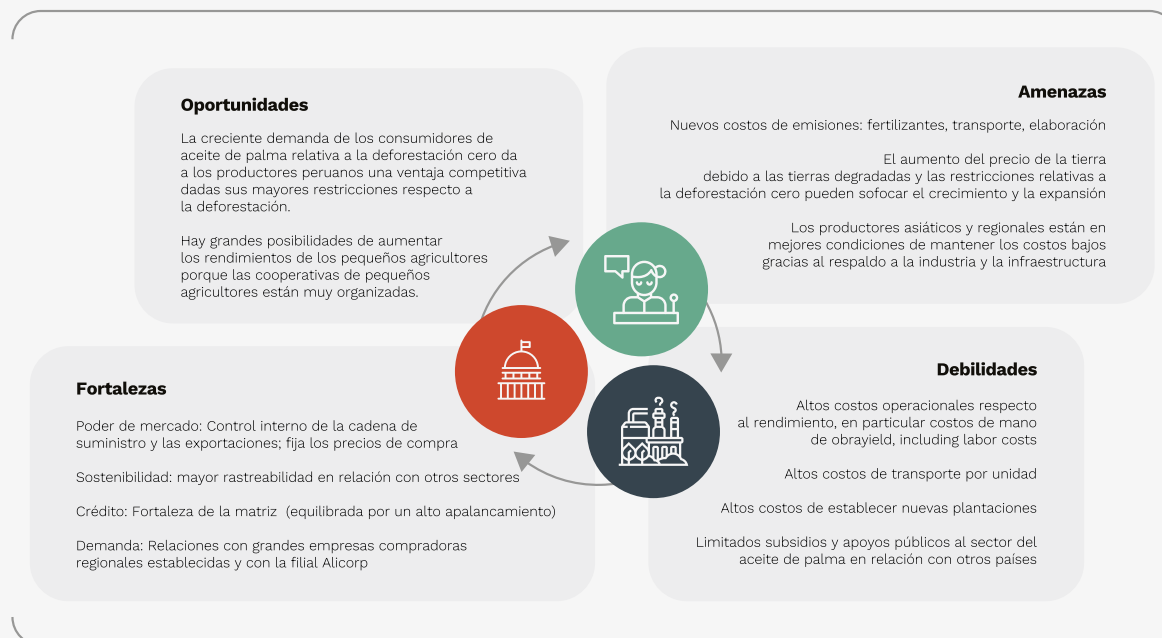 Oportunidades
La creciente demanda de los consumidores de
aceite de palma relativa a la deforestación cero da
a los productores peruanos una ventaja competitiva
dadas sus mayores restricciones respecto a
la deforestación.
Hay grandes posibilidades de aumentar
los rendimientos de los pequeños agricultores
porque las cooperativas de pequeños
agricultores están muy organizadas.
Amenazas
Nuevos costos de emisiones: fertilizantes, transporte, elaboración
El aumento del precio de la tierra
debido a las tierras degradadas y las restricciones relativas a
la deforestación cero pueden sofocar el crecimiento y la expansión
Los productores asiáticos y regionales están en
mejores condiciones de mantener los costos bajos
gracias al respaldo a la industria y la infraestructura
Fortalezas
Poder de mercado: Control interno de la cadena de
suministro y las exportaciones; fija los precios de compra
Sostenibilidad: mayor rastreabilidad en relación con otros sectores
Crédito: Fortaleza de la matriz (equilibrada por un alto apalancamiento)
Demanda: Relaciones con grandes empresas compradoras
regionales establecidas y con la filial Alicorp
Debilidades
Altos costos operacionales respecto
al rendimiento, en particular costos de mano
de obrayield, including labor costs
Altos costos de transporte por unidad
Altos costos de establecer nuevas plantaciones
Limitados subsidios y apoyos públicos al sector del
aceite de palma en relación con otros países